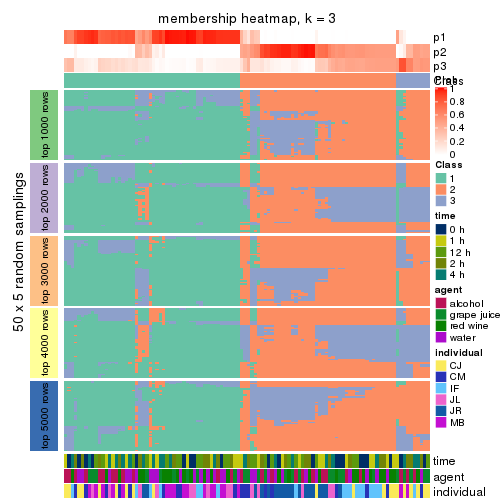 membership heatmap, k = 3
p1
p2
p3
Class
50 x 5 random samplings
top 1000 rows
top 2000 rows
top 3000 rows
top 4000 rows
top 5000 rows
1
0.8
0.6
0.4
0.2
0
Class
1
2
3
time
0 h
1 h
12 h
2 h
4 h
agent
alcohol
grape juice
red wine
water
individual
CJ
CM
IF
JL
JR
MB
time
agent
individual